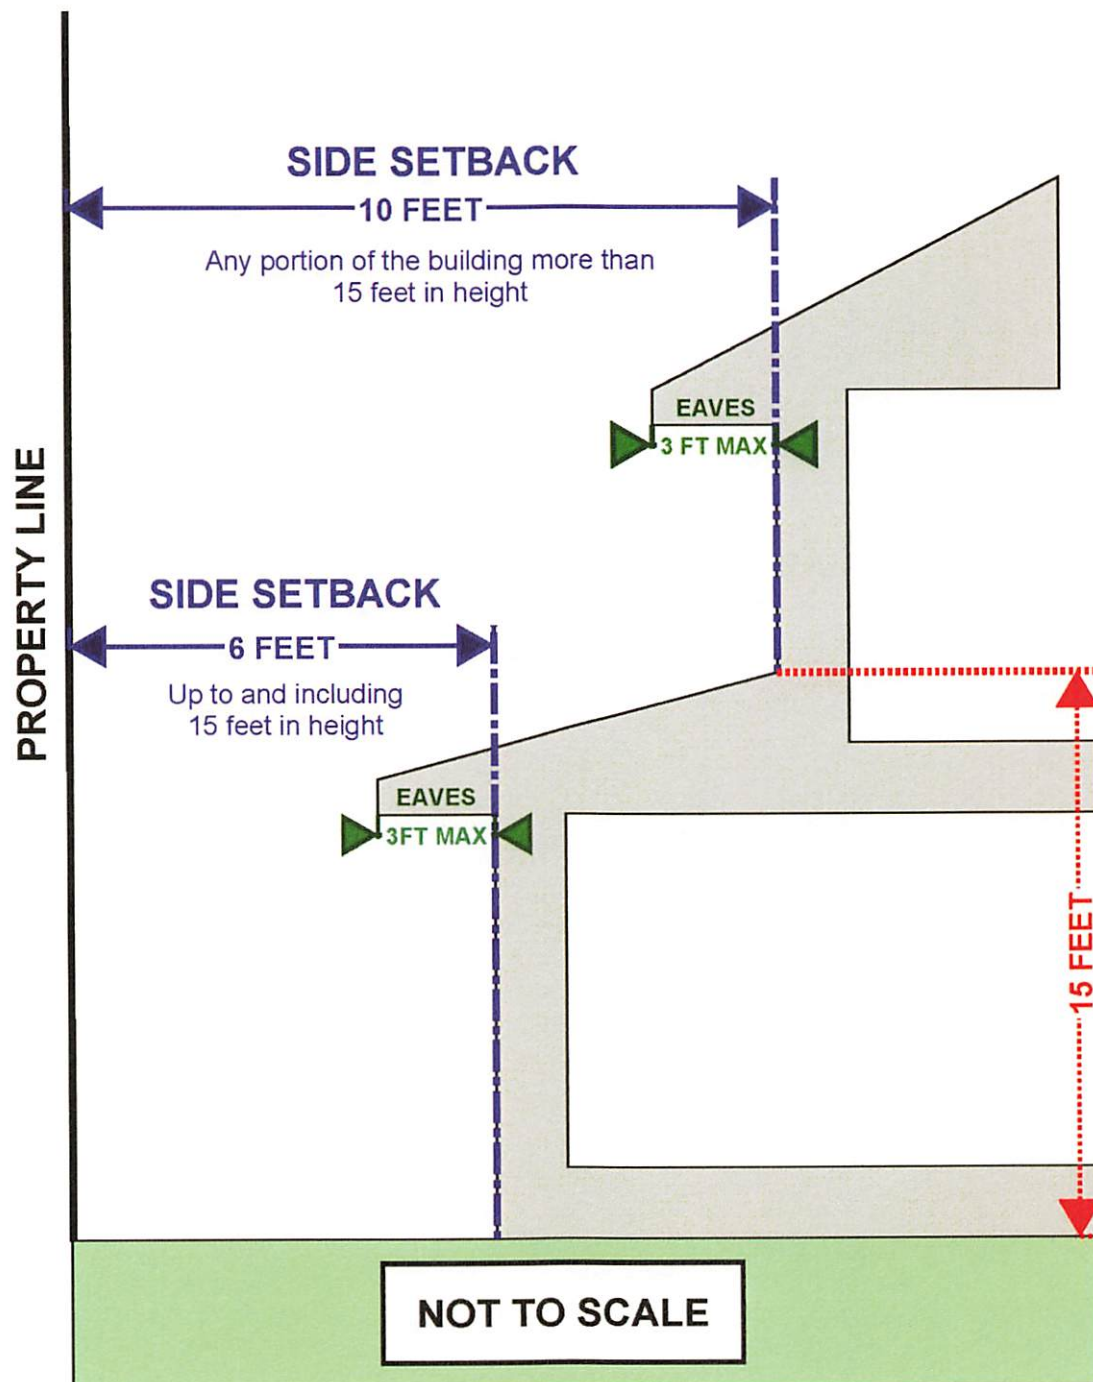 SIDE SETBACK
10 FEET
Any portion of the building more than
15 feet in height
EAVES
3 FT MAX
PROPERTY LINE
SIDE SETBACK
6 FEET
Up to and including
15 feet in height
EAVES
3FT MAX
15 FEET
NOT TO SCALE